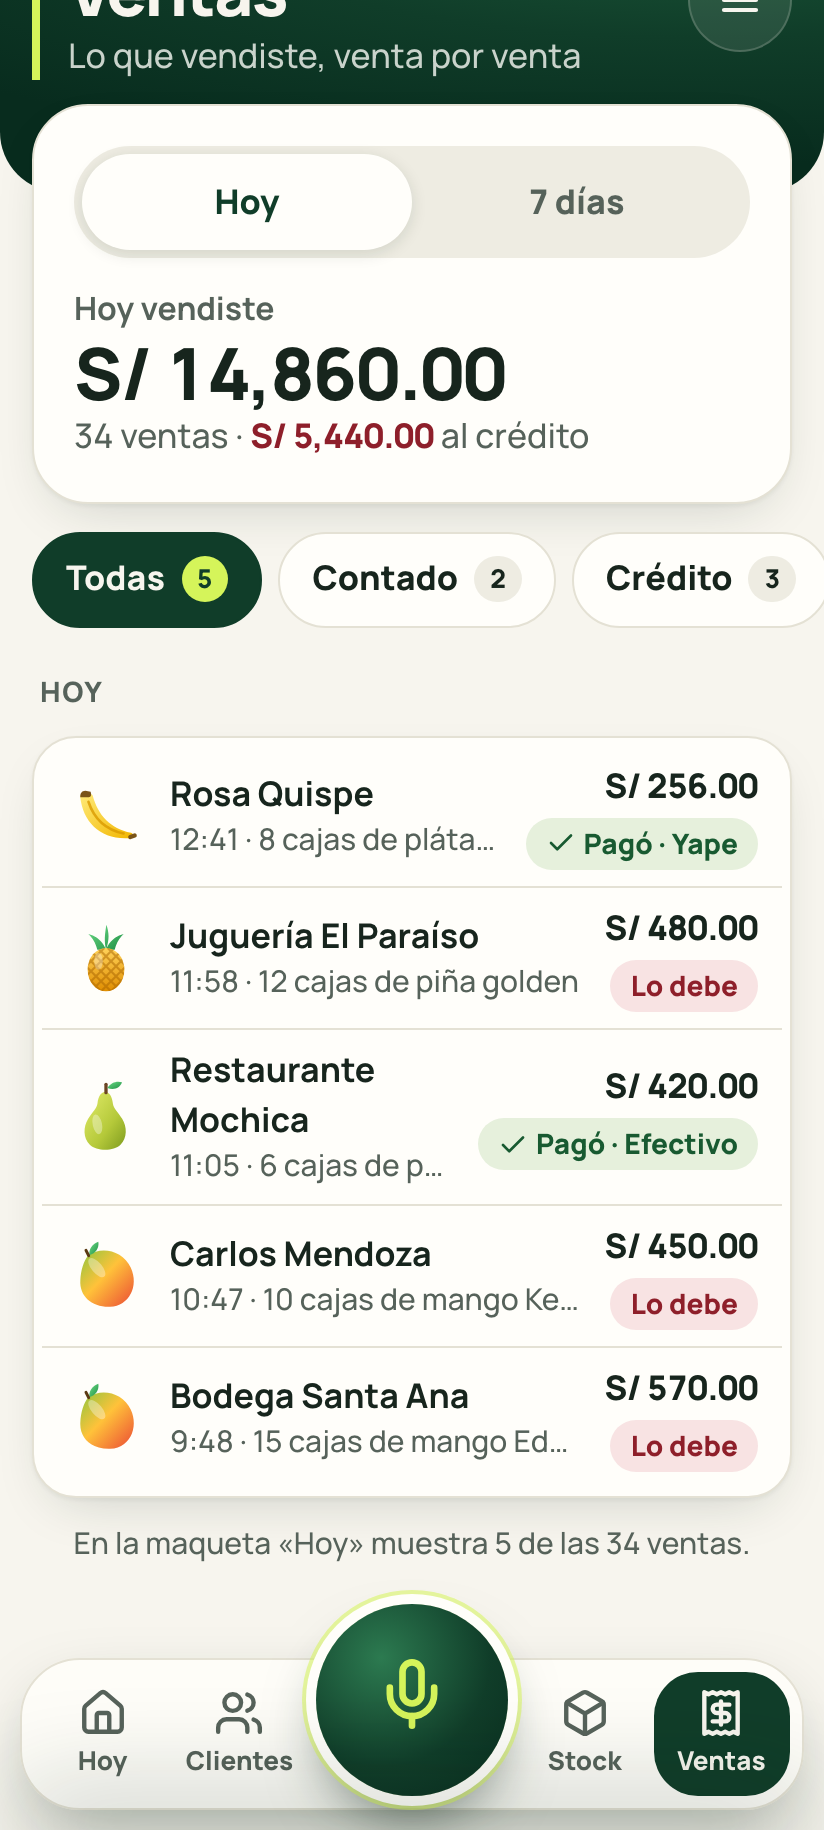 Ventas
Lo que vendiste, venta por venta
Hoy
7 días
Hoy vendiste
S/ 14,860.00
34 ventas · S/ 5,440.00 al crédito
Todas 5
Contado 2
Crédito 3
HOY
Rosa Quispe
S/ 256.00
12:41 · 8 cajas de pláta...
Pagó · Yape
Juguería El Paraíso
S/ 480.00
11:58 · 12 cajas de piña golden
Lo debe
Restaurante
Mochica
S/ 420.00
11:05 · 6 cajas de p...
Pagó · Efectivo
Carlos Mendoza
S/ 450.00
10:47 · 10 cajas de mango Ke...
Lo debe
Bodega Santa Ana
S/ 570.00
9:48 · 15 cajas de mango Ed...
Lo debe
En la maqueta «Hoy» muestra 5 de las 34 ventas.
Hoy
Clientes
Stock
Ventas